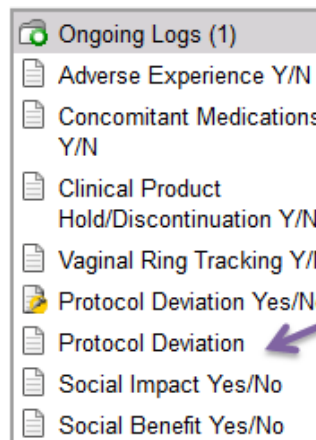 Ongoing Logs (1)
Adverse Experience Y/N
Concomitant Medications
Y/N
Clinical Product
Hold/Discontinuation Y/N
Vaginal Ring Tracking Y/
Protocol Deviation Yes/No
Protocol Deviation
Social Impact Yes/No
Social Benefit Yes/No